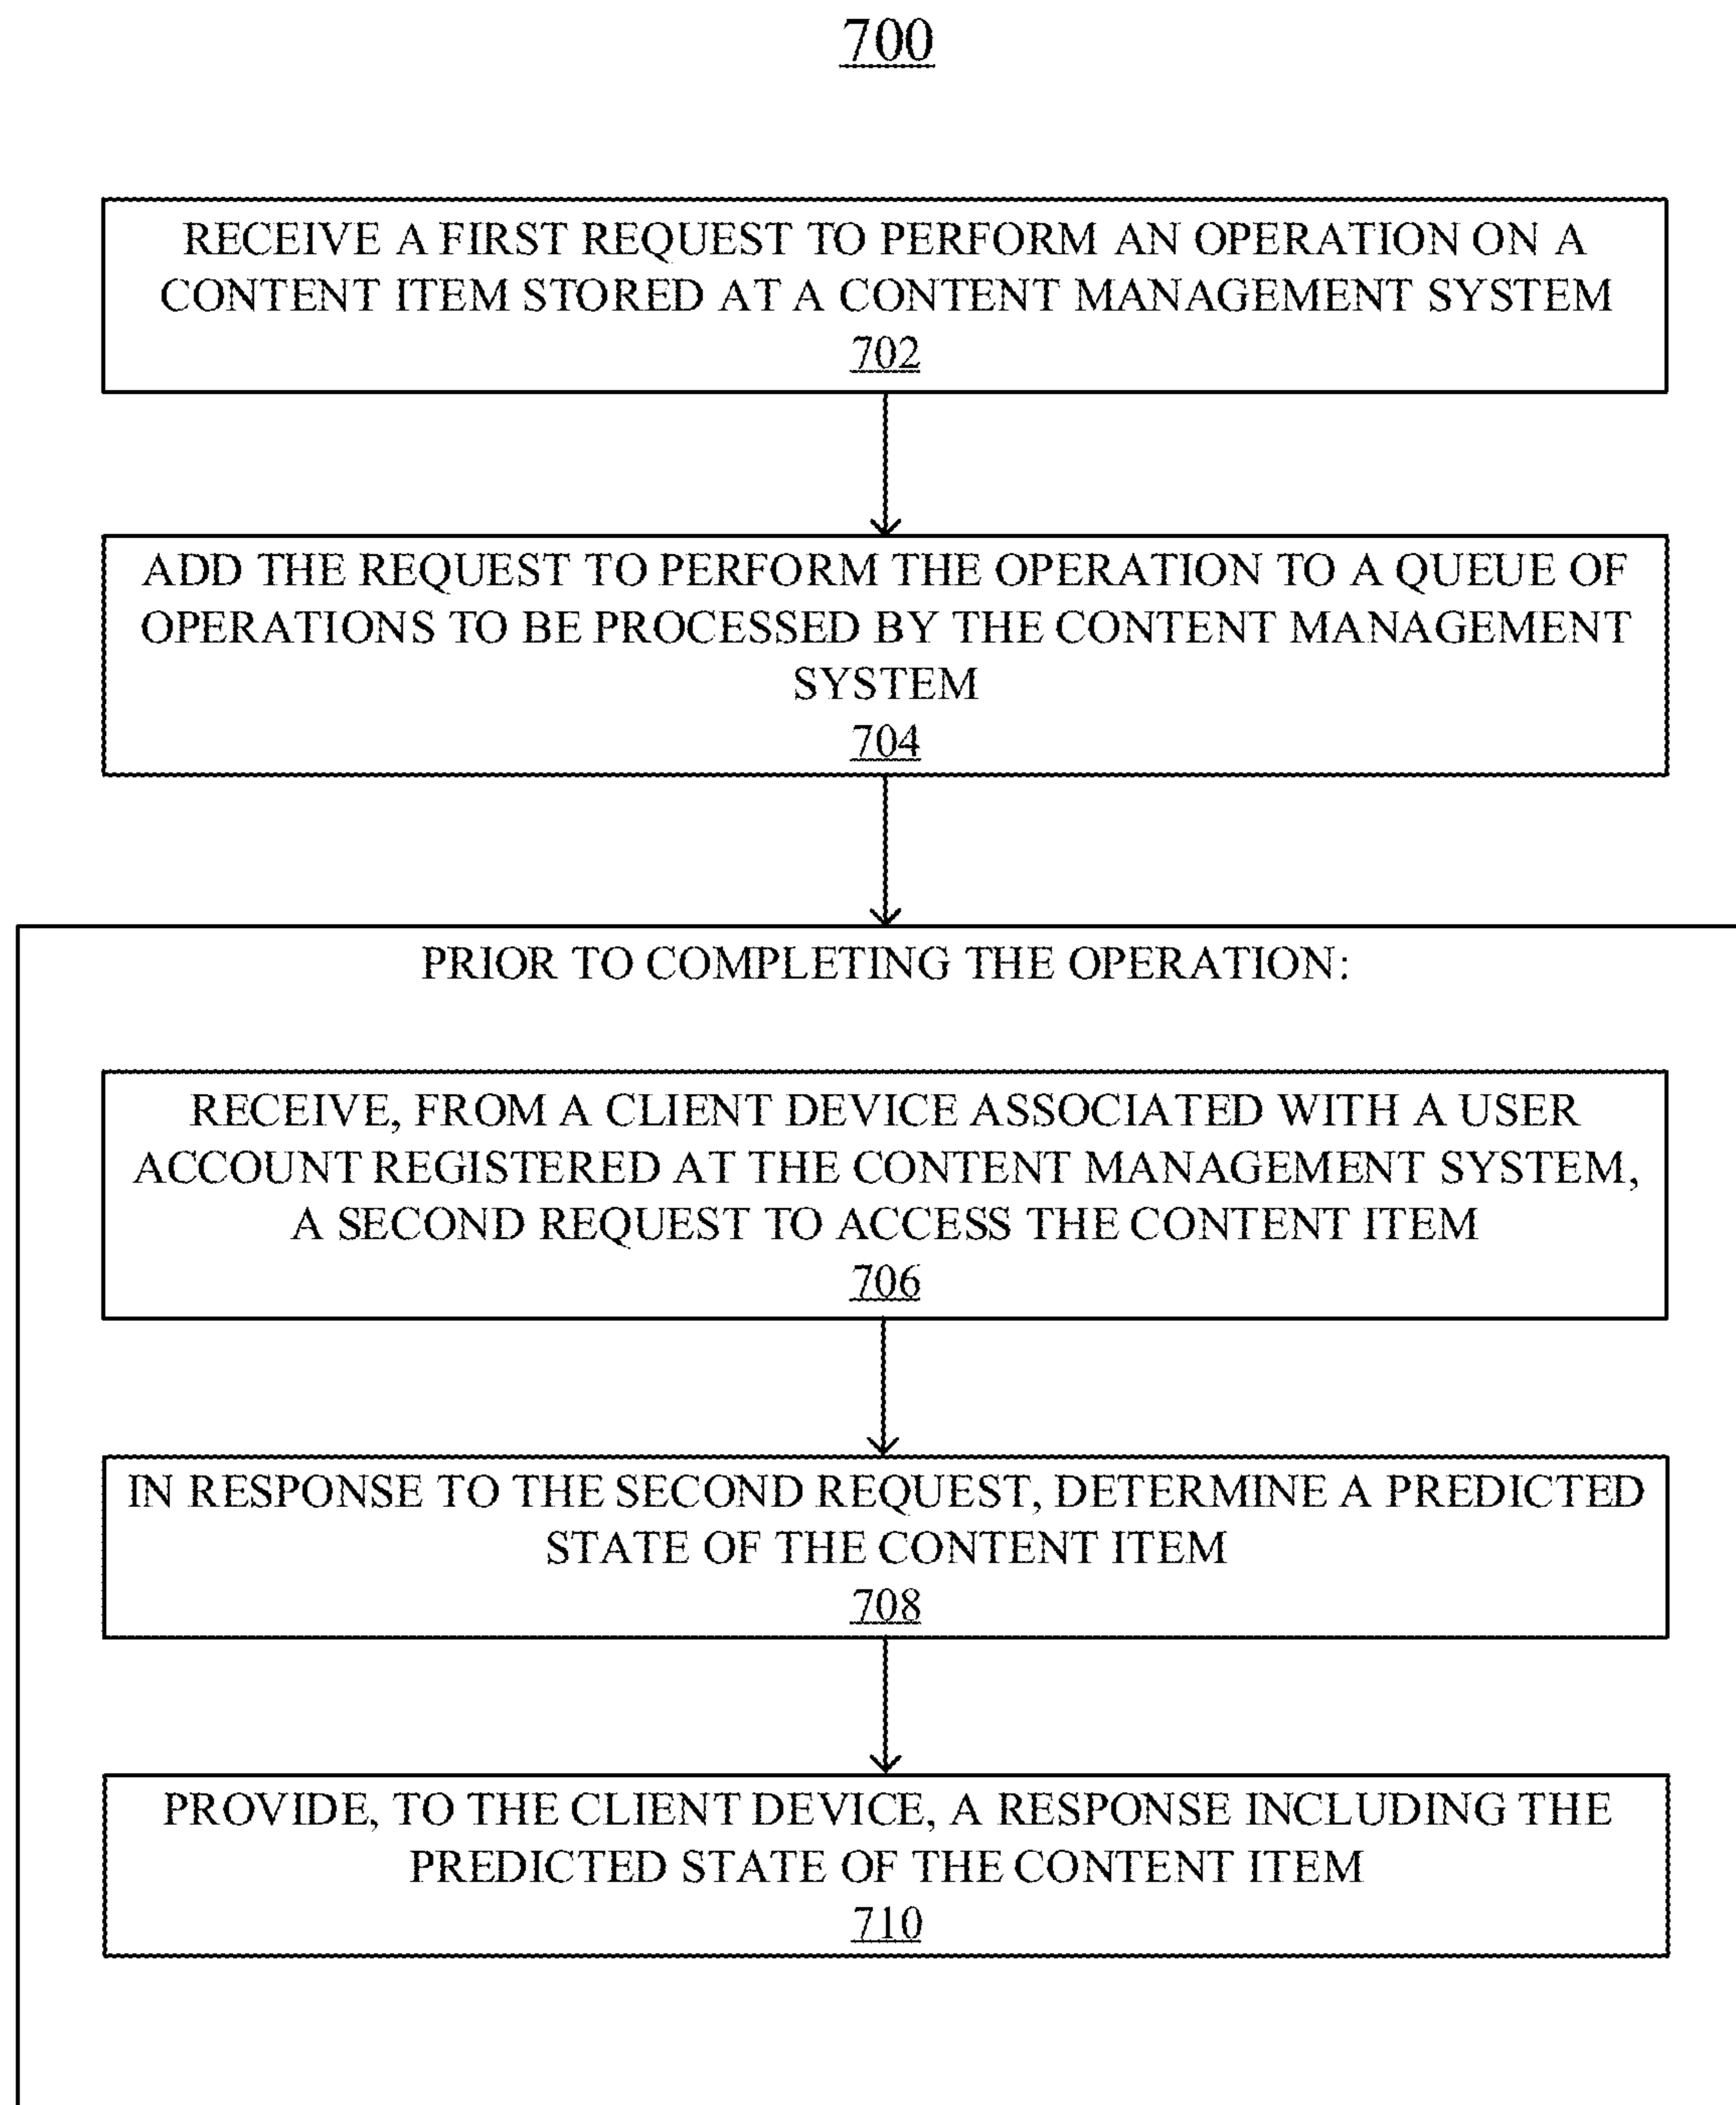 700
RECEIVE A FIRST REQUEST TO PERFORM AN OPERATION ON A
CONTENT ITEM STORED AT A CONTENT MANAGEMENT SYSTEM
702
ADD THE REQUEST TO PERFORM THE OPERATION TO A QUEUE OF
OPERATIONS TO BE PROCESSED BY THE CONTENT MANAGEMENT
SYSTEM
704
PRIOR TO COMPLETING THE OPERATION:
RECEIVE, FROM A CLIENT DEVICE ASSOCIATED WITH A USER
ACCOUNT REGISTERED AT THE CONTENT MANAGEMENT SYSTEM,
A SECOND REQUEST TO ACCESS THE CONTENT ITEM
706
IN RESPONSE TO THE SECOND REQUEST, DETERMINE A PREDICTED
STATE OF THE CONTENT ITEM
708
PROVIDE, TO THE CLIENT DEVICE, A RESPONSE INCLUDING THE
PREDICTED STATE OF THE CONTENT ITEM
710